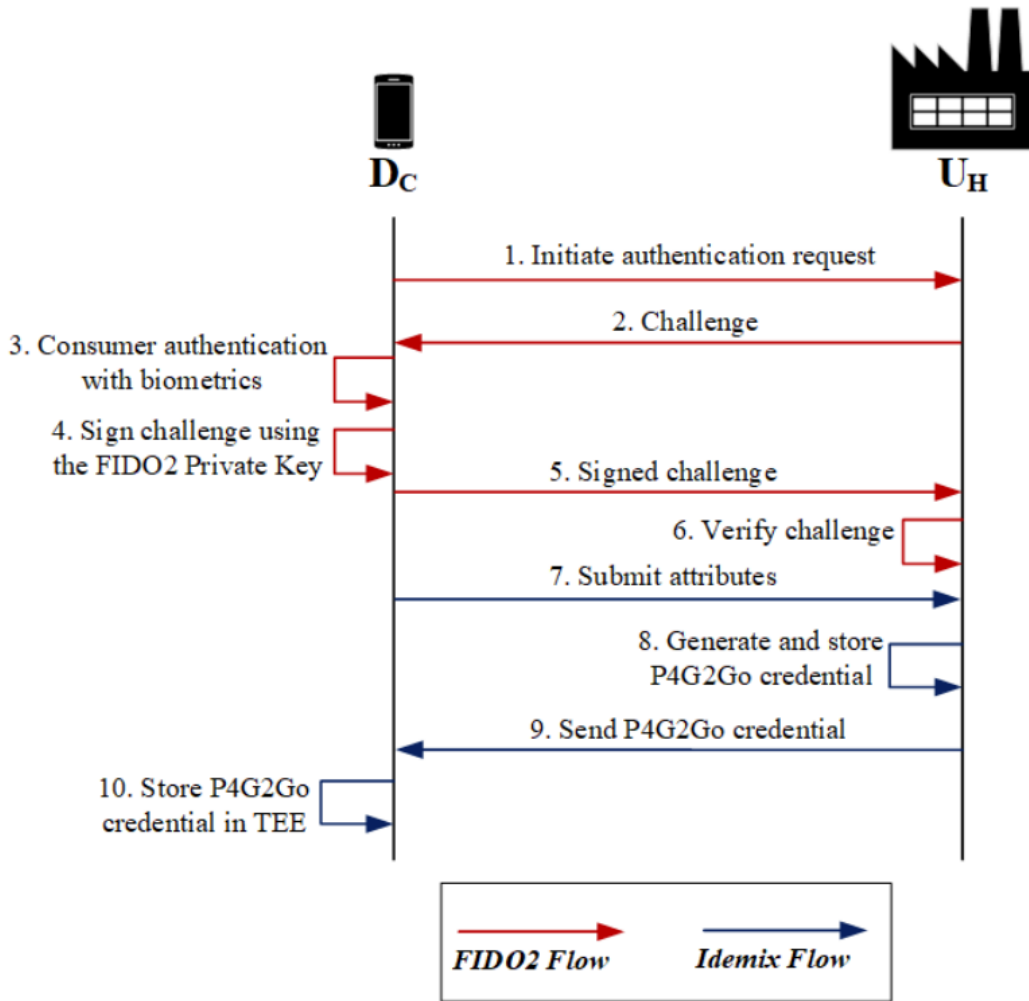 D_C
U_H
1. Initiate authentication request
2. Challenge
3. Consumer authentication
with biometrics
4. Sign challenge using
the FIDO2 Private Key
5. Signed challenge
6. Verify challenge
7. Submit attributes
8. Generate and store
P4G2Go credential
9. Send P4G2Go credential
10. Store P4G2Go
credential in TEE
FIDO2 Flow
Idemix Flow